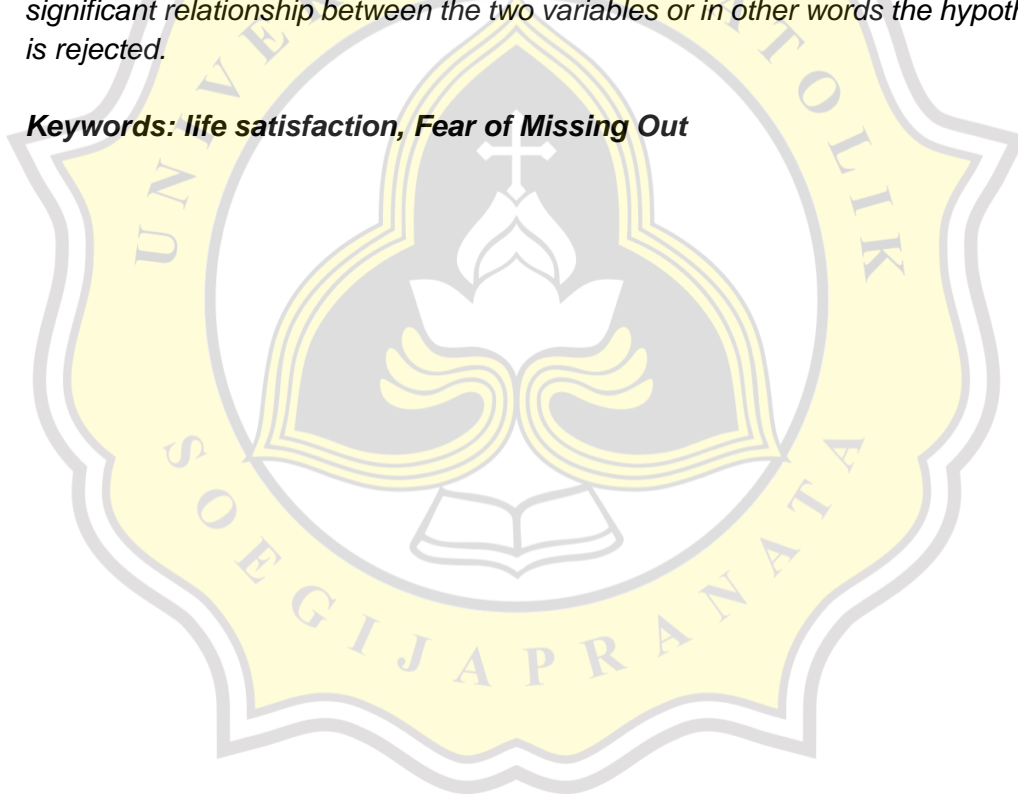 significant relationship between the two variables or in other words the
is rejected.
Keywords: life satisfaction, Fear of Missing Out
SOEGIJAPRANATA